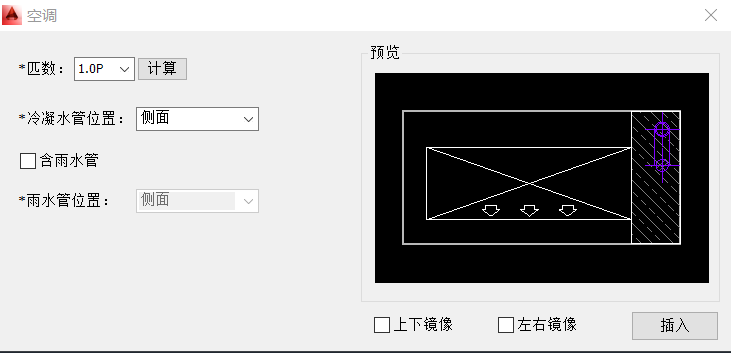 空调
预览
*匹数： 1.0P 计算
*冷凝水管位置： 侧面
含雨水管
*雨水管位置： 侧面
上下镜像 左右镜像 插入